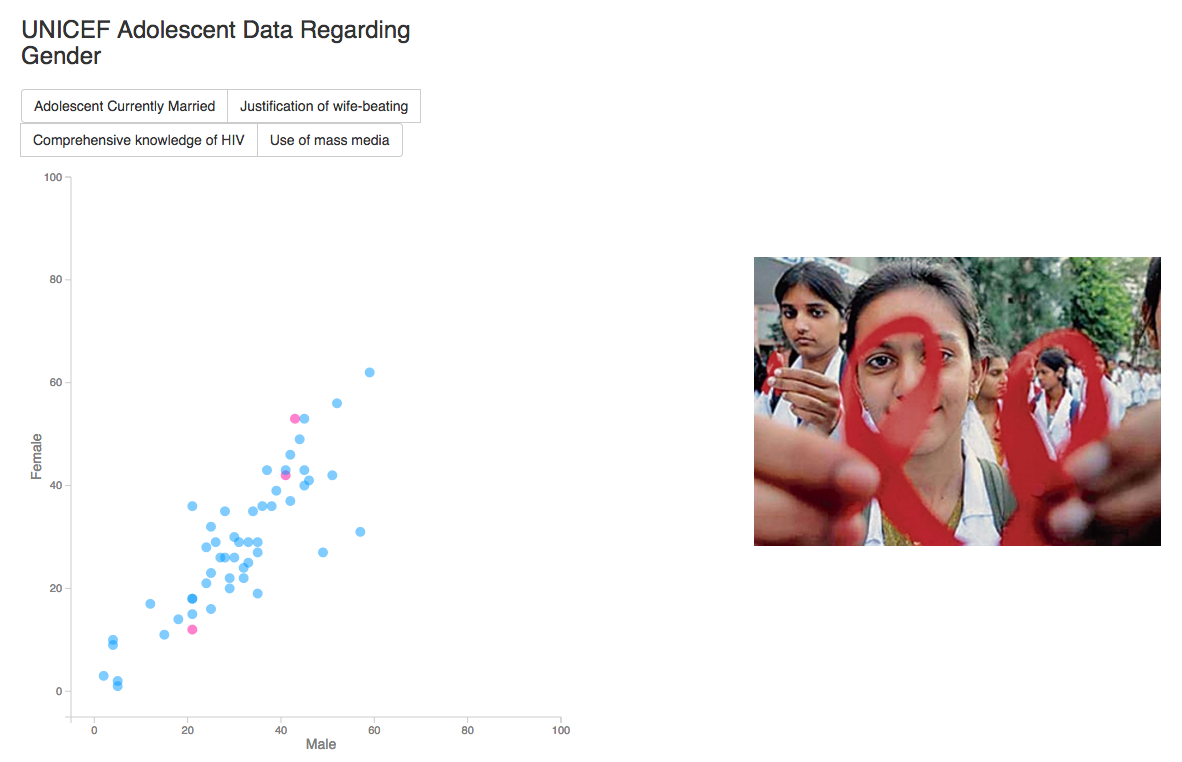 UNICEF Adolescent Data Regarding
Gender
Adolescent Currently Married
Justification of wife-beating
Comprehensive knowledge of HIV
Use of mass media
100
80
60
40
20
0
Female
0
20
40
60
80
100
Male